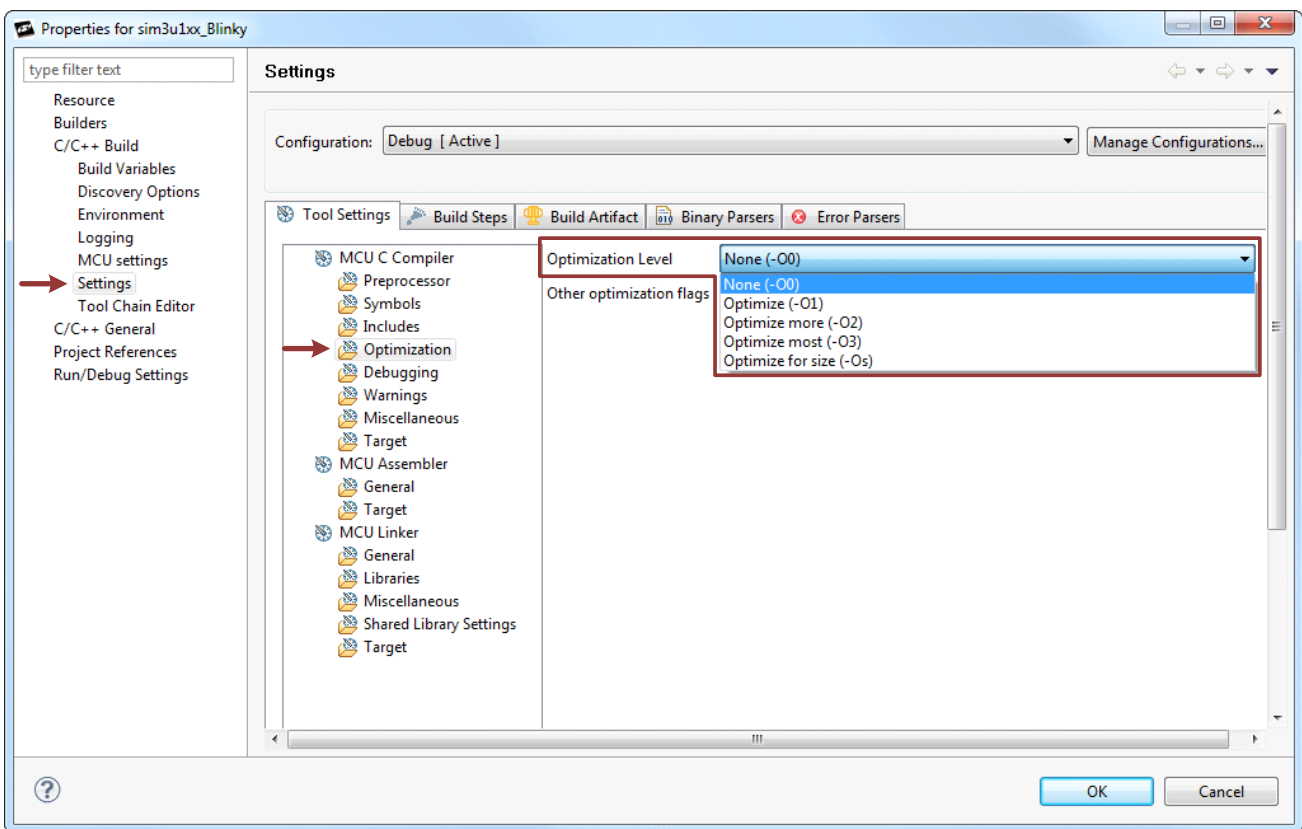 Properties for sim3u1xx_Blinky
type filter text
Resource
Builders
C/C++ Build
Build Variables
Discovery Options
Environment
Logging
MCU settings
Settings
Tool Chain Editor
C/C++ General
Project References
Run/Debug Settings
Settings
Configuration: Debug [ Active ] Manage Configurations...
Tool Settings Build Steps Build Artifact Binary Parsers Error Parsers
MCU C Compiler
Preprocessor
Symbols
Includes
Optimization
Debugging
Warnings
Miscellaneous
Target
MCU Assembler
General
Target
MCU Linker
General
Libraries
Miscellaneous
Shared Library Settings
Target
Optimization Level None (-O0)
Other optimization flags
None (-O0)
Optimize (-O1)
Optimize more (-O2)
Optimize most (-O3)
Optimize for size (-Os)
OK Cancel